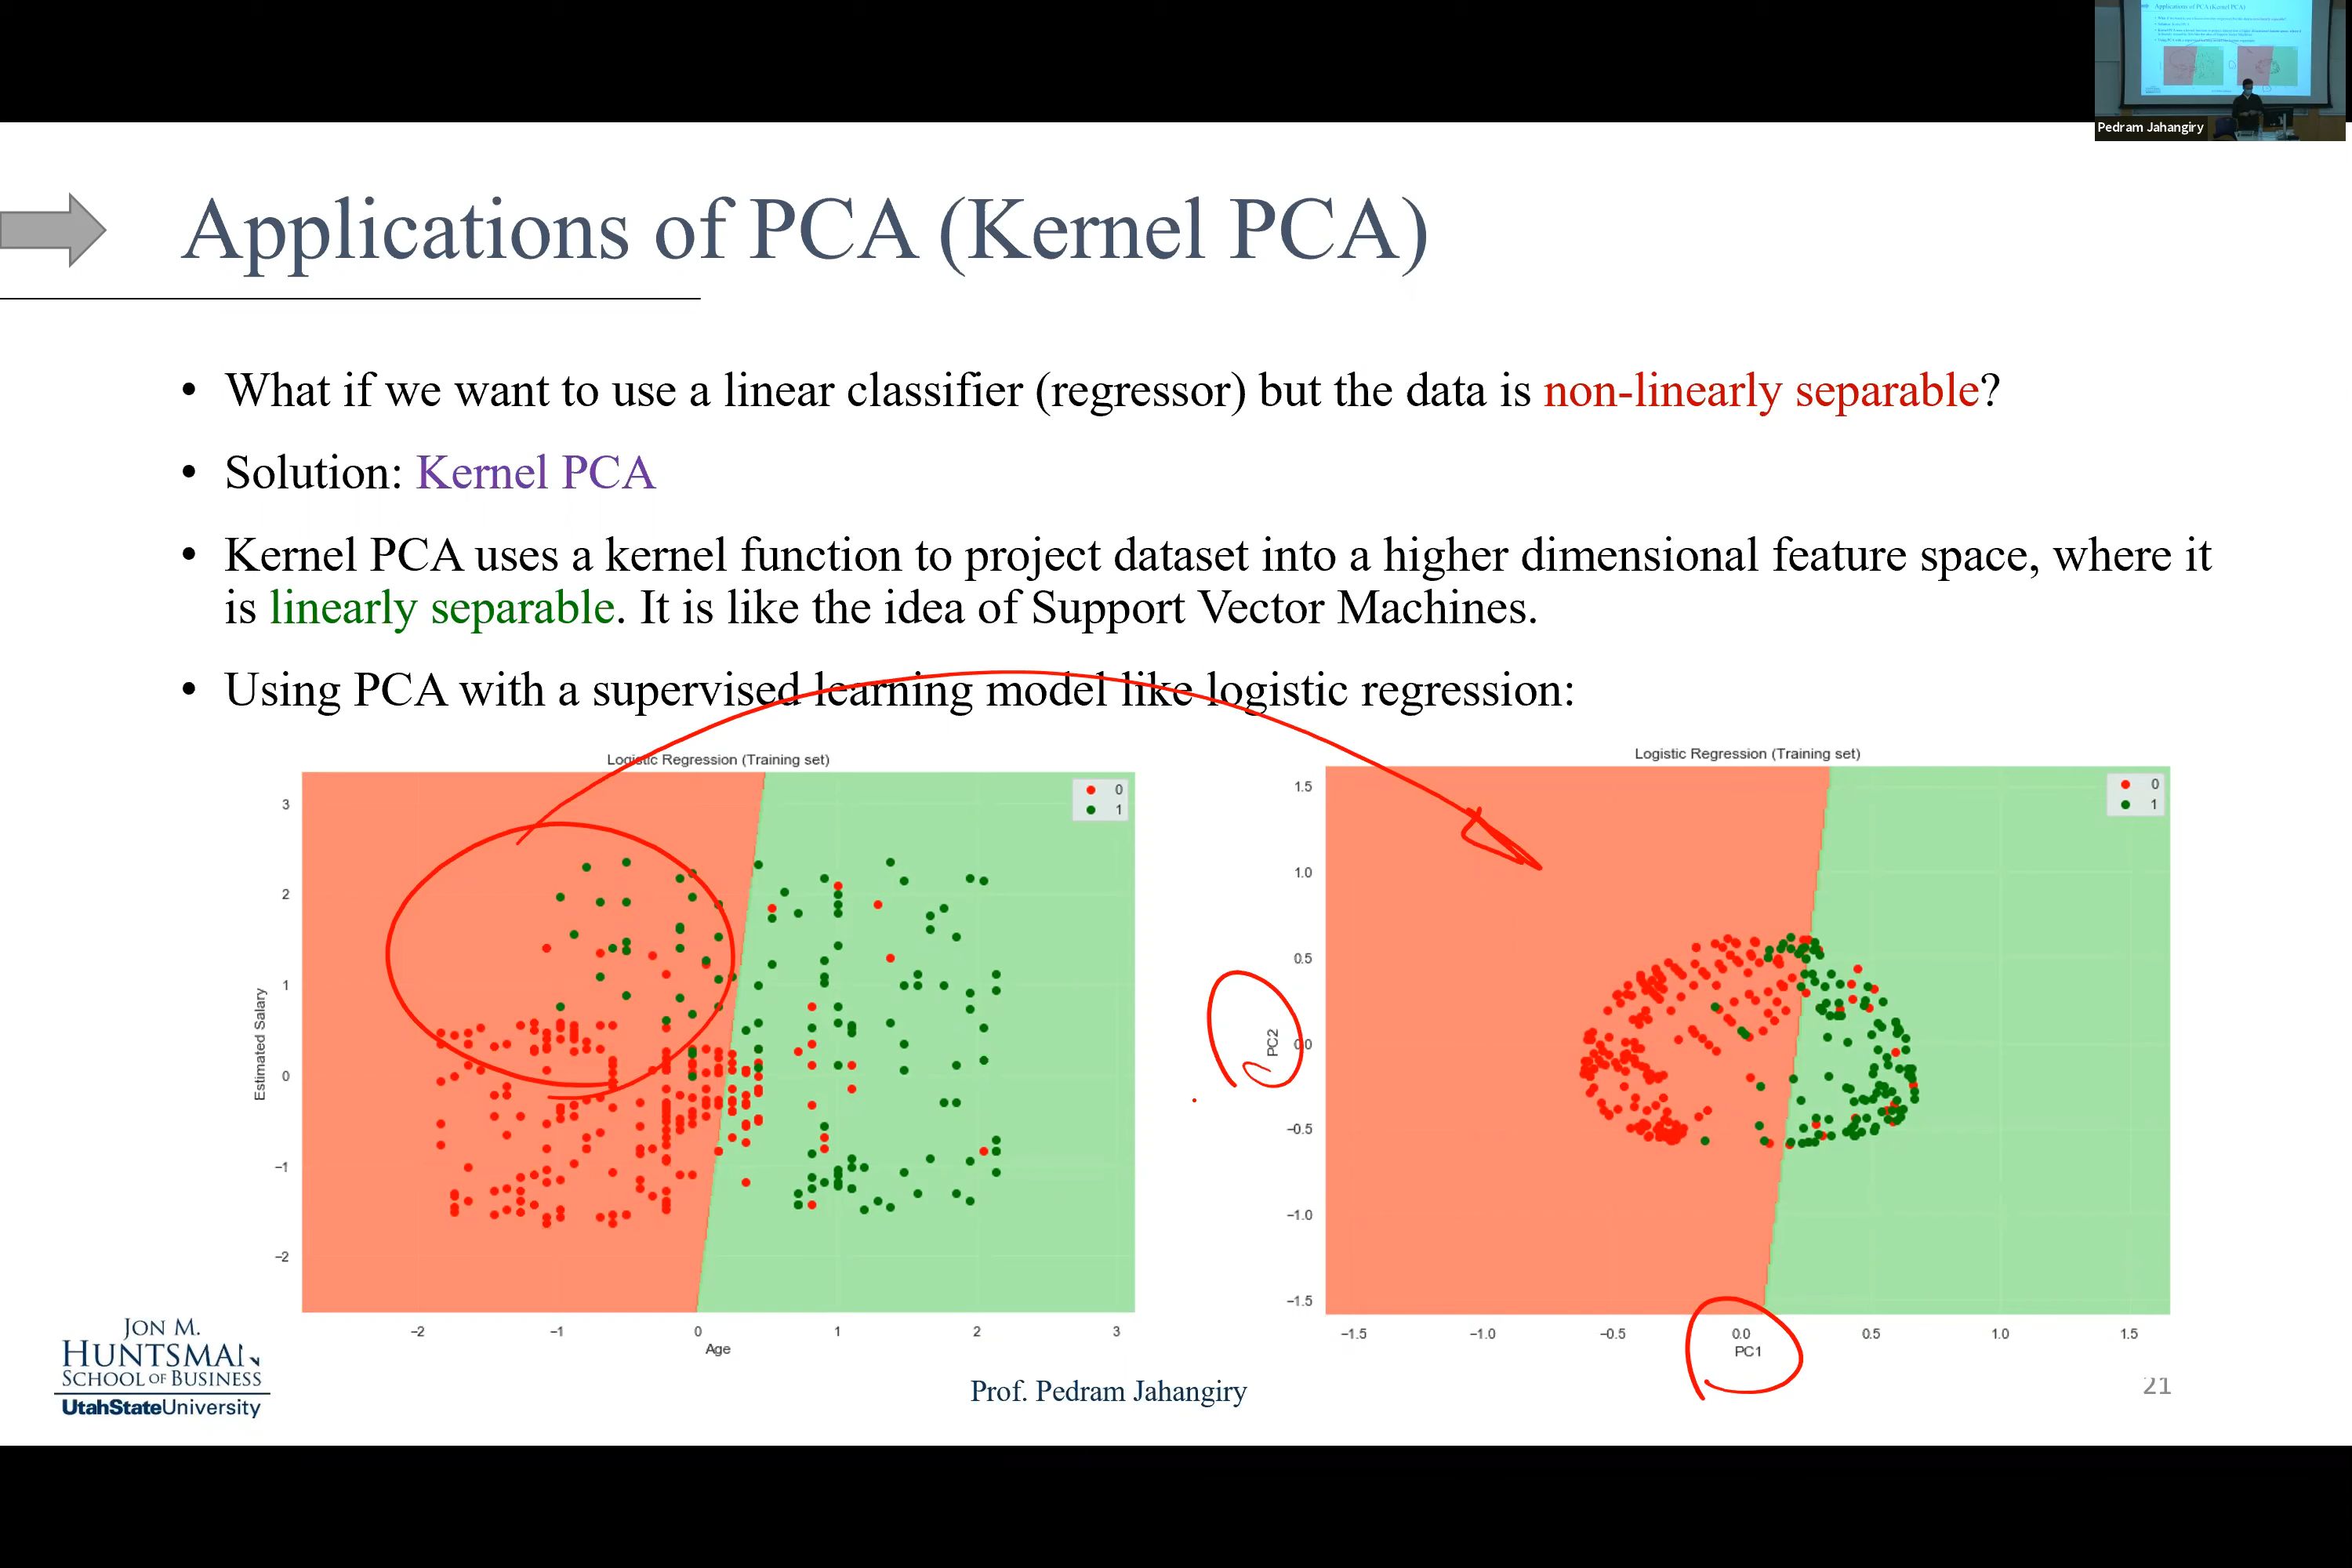 Pedram Jahangiry
Applications of PCA (Kernel PCA)
• What if we want to use a linear classifier (regressor) but the data is non-linearly separable?
• Solution: Kernel PCA
• Kernel PCA uses a kernel function to project dataset into a higher dimensional feature space, where it
is linearly separable. It is like the idea of Support Vector Machines.
• Using PCA with a supervised learning model like logistic regression:
Logistic Regression (Training set)
0
1
3
2
1
0
−1
−2
Estimated Salary
−2 −1 0 1 2 3
Age
Logistic Regression (Training set)
0
1
1.5
1.0
0.5
0.0
−0.5
−1.0
−1.5
PC2
−1.5 −1.0 −0.5 0.0 0.5 1.0 1.5
PC1
JON M.
HUNTSMAN
SCHOOL OF BUSINESS
UtahStateUniversity
Prof. Pedram Jahangiry
21